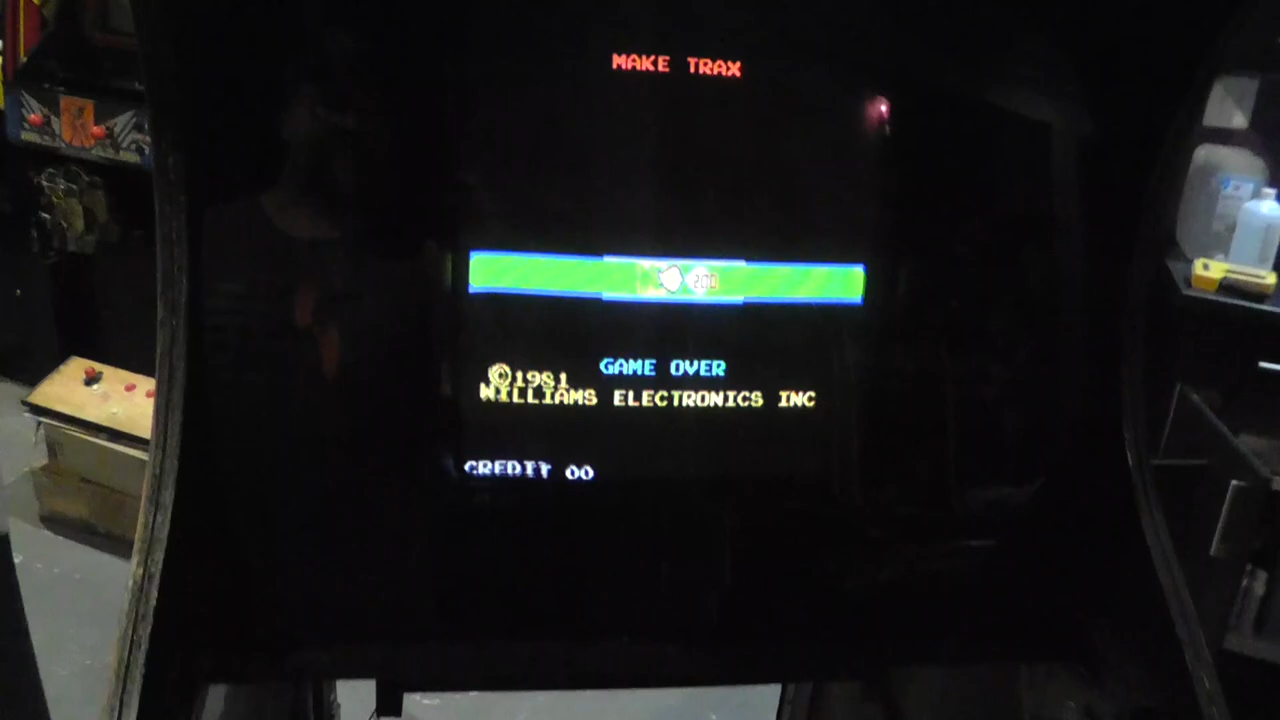 MAKE TRAX
200
GAME OVER
©1981
WILLIAMS ELECTRONICS INC
CREDIT 00